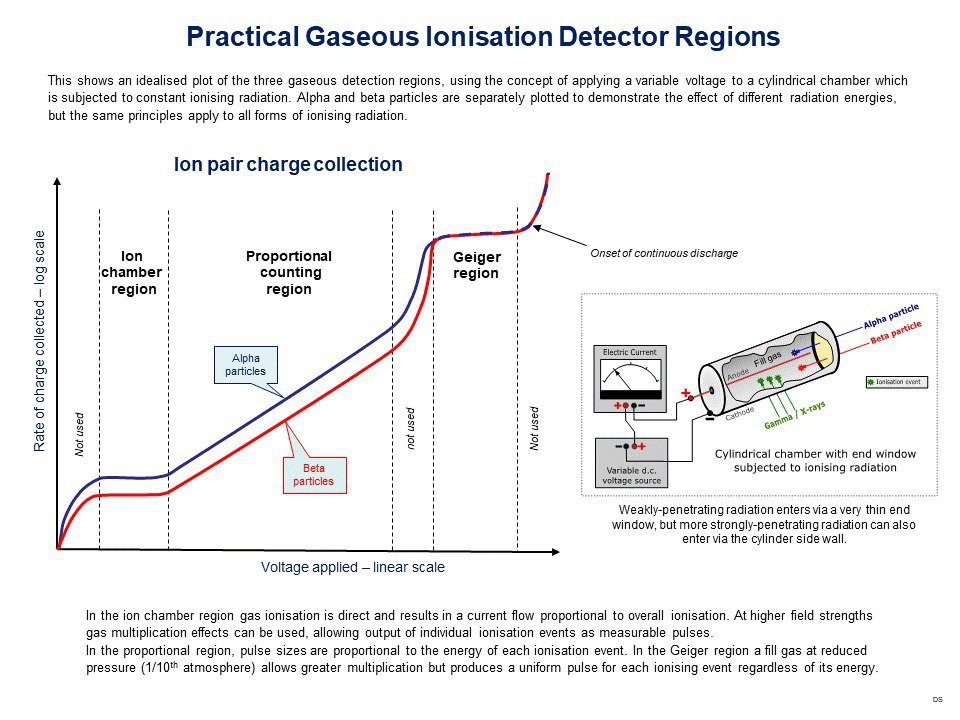 Practical Gaseous Ionisation Detector Regions
This shows an idealised plot of the three gaseous detection regions, using the concept of applying a variable voltage to a cylindrical chamber which
is subjected to constant ionising radiation. Alpha and beta particles are separately plotted to demonstrate the effect of different radiation energies,
but the same principles apply to all forms of ionising radiation.
Ion pair charge collection
Rate of charge collected – log scale
Ion
chamber
region
Proportional
counting
region
Geiger
region
Onset of continuous discharge
Alpha
particles
Beta
particles
Not used
not used
Not used
Voltage applied – linear scale
Electric Current
+ -
- +
Variable d.c.
voltage source
+
-
Anode
Fill gas
Cathode
Alpha particle
Beta particle
Ionisation event
Gamma / X-rays
Cylindrical chamber with end window
subjected to ionising radiation
Weakly-penetrating radiation enters via a very thin end
window, but more strongly-penetrating radiation can also
enter via the cylinder side wall.
In the ion chamber region gas ionisation is direct and results in a current flow proportional to overall ionisation. At higher field strengths
gas multiplication effects can be used, allowing output of individual ionisation events as measurable pulses.
In the proportional region, pulse sizes are proportional to the energy of each ionisation event. In the Geiger region a fill gas at reduced
pressure (1/10th atmosphere) allows greater multiplication but produces a uniform pulse for each ionising event regardless of its energy.
DS